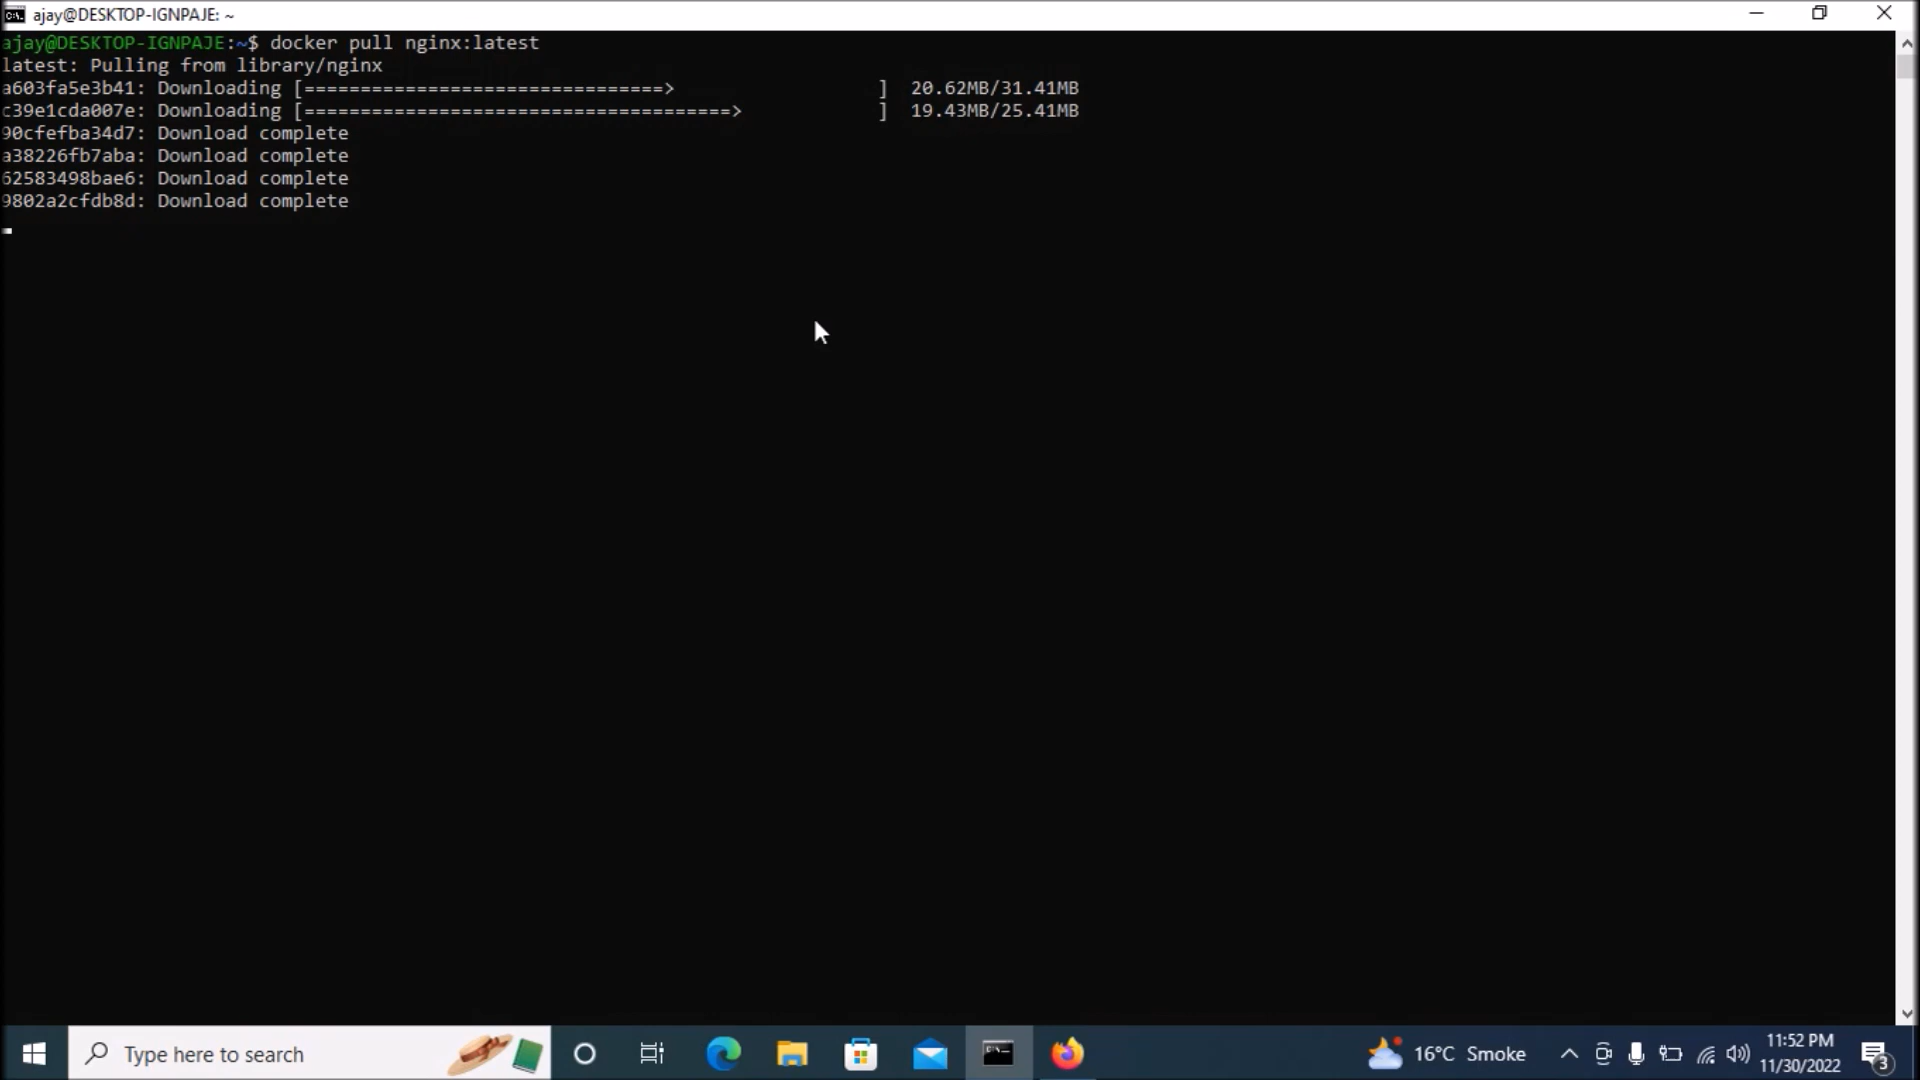 ajay@DESKTOP-IGNPAJE: ~
ajay@DESKTOP-IGNPAJE:~$ docker pull nginx:latest
latest: Pulling from library/nginx
a603fa5e3b41: Downloading [================================>                  ]  20.62MB/31.41MB
c39e1cda007e: Downloading [======================================>            ]  19.43MB/25.41MB
90cfefba34d7: Download complete
a38226fb7aba: Download complete
62583498bae6: Download complete
9802a2cfdb8d: Download complete
Type here to search
16°C Smoke
11:52 PM
11/30/2022
3